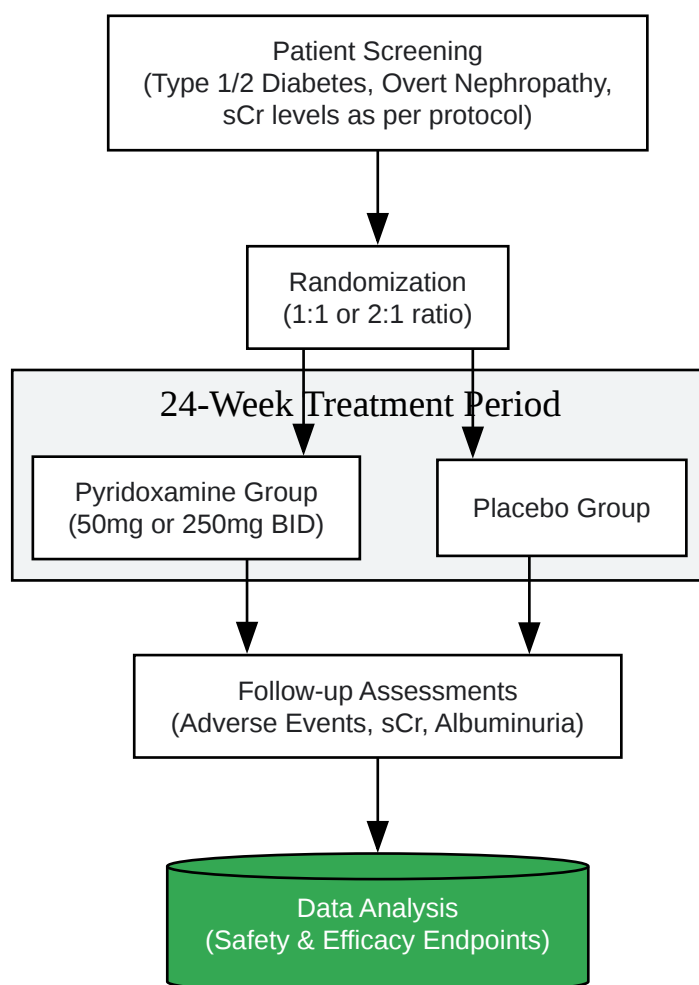 Patient Screening
(Type 1/2 Diabetes, Overt Nephropathy,
sCr levels as per protocol)
Randomization
(1:1 or 2:1 ratio)
24-Week Treatment Period
Pyridoxamine Group
(50mg or 250mg BID)
Placebo Group
Follow-up Assessments
(Adverse Events, sCr, Albuminuria)
Data Analysis
(Safety & Efficacy Endpoints)